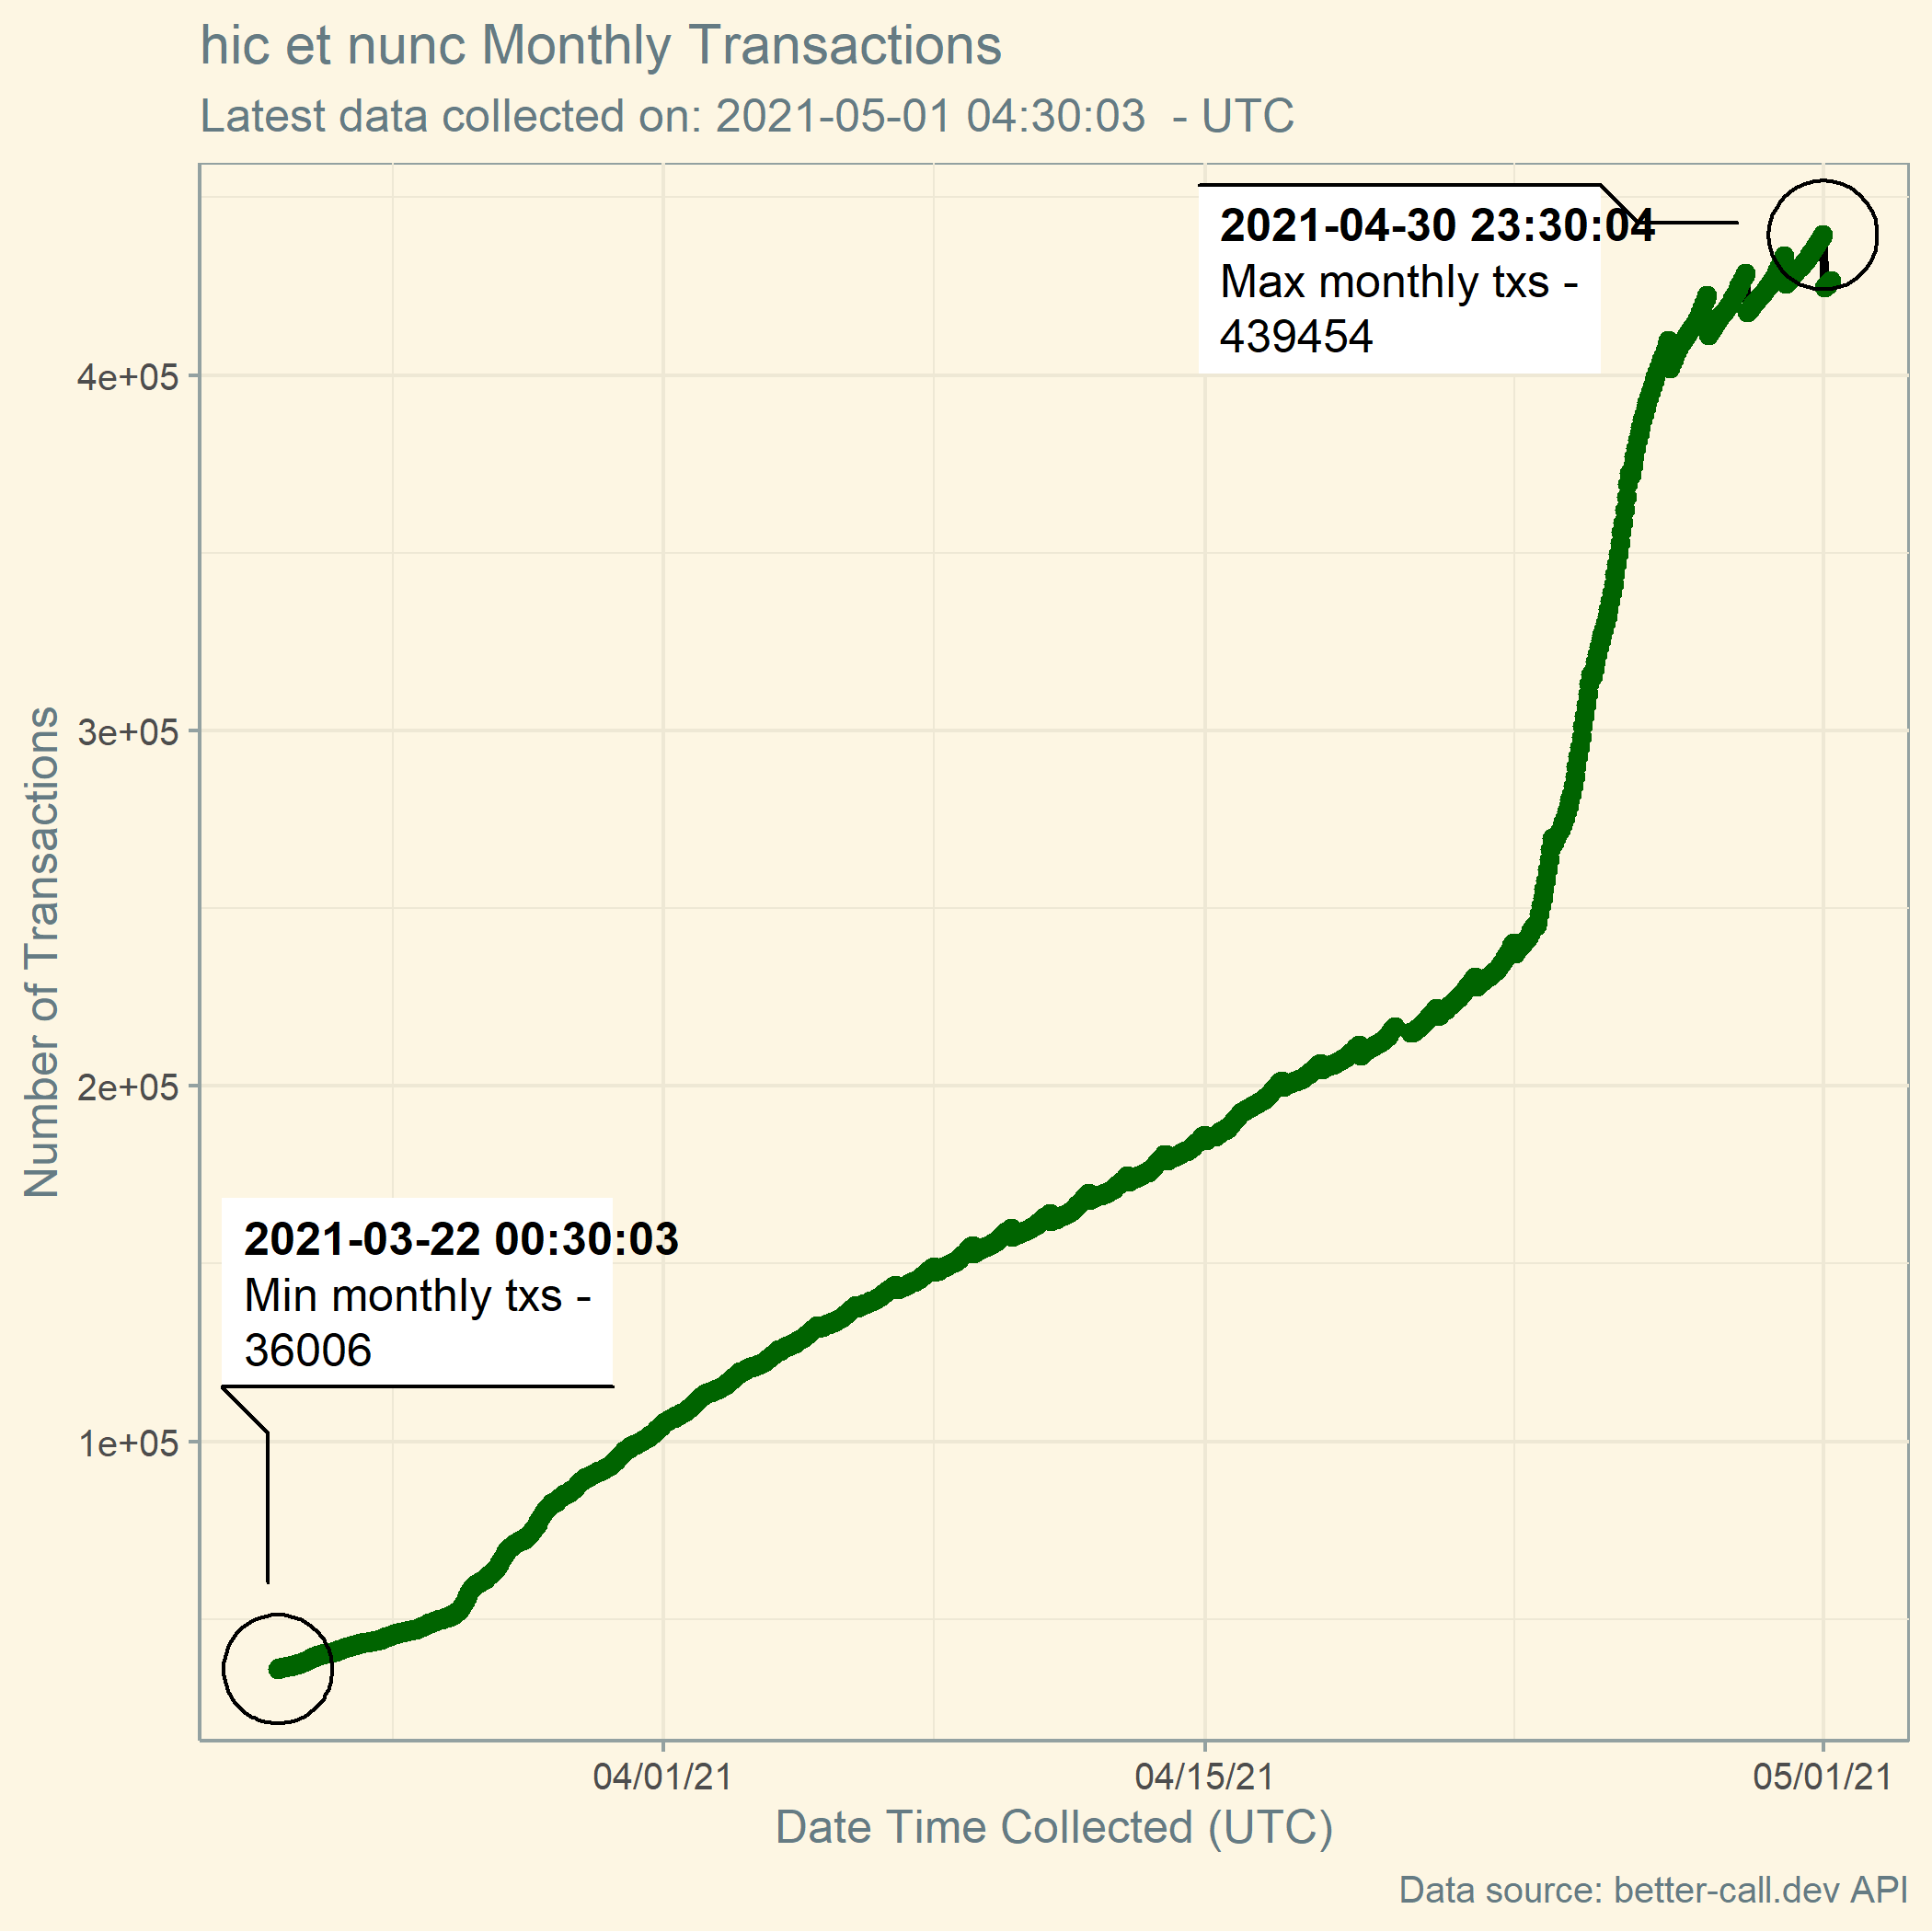 hic et nunc Monthly Transactions
Latest data collected on: 2021-05-01 04:30:03  - UTC
2021-04-30 23:30:04
Max monthly txs -
439454
4e+05
3e+05
2e+05
1e+05
Number of Transactions
2021-03-22 00:30:03
Min monthly txs -
36006
04/01/21
04/15/21
05/01/21
Date Time Collected (UTC)
Data source: better-call.dev API